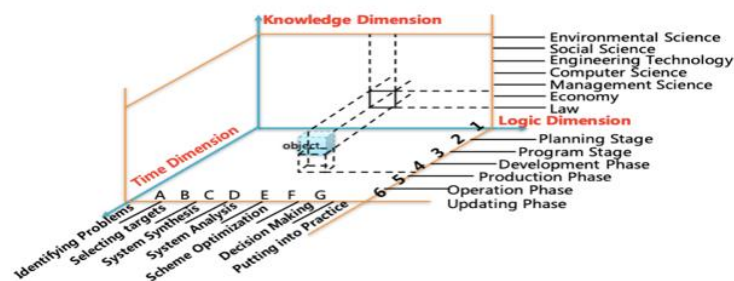 Knowledge Dimension
Environmental Science
Social Science
Engineering Technology
Computer Science
Management Science
Economy
Law
Logic Dimension
Time Dimension
object
1
2
3
4
5
6
Planning Stage
Program Stage
Development Phase
Production Phase
Operation Phase
Updating Phase
A B C D E F G
Identifying Problems
Selecting targets
System Synthesis
System Analysis
Scheme Optimization
Decision Making
Putting into Practice